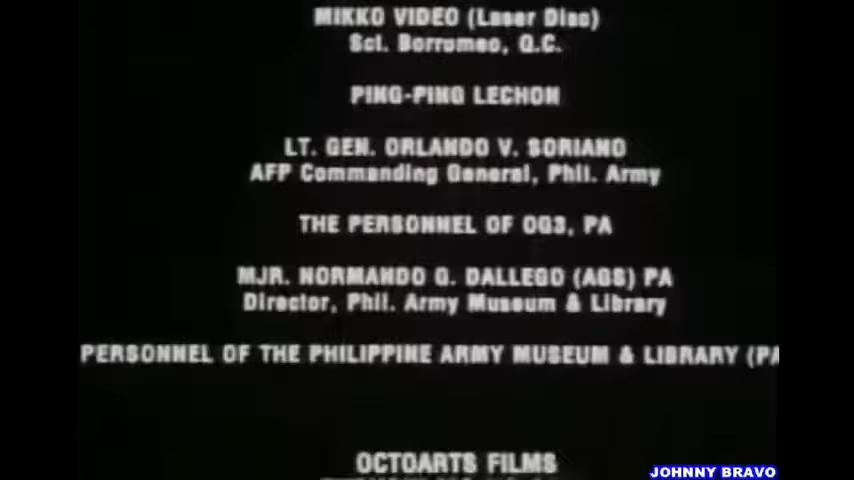 MIKKO VIDEO (Laser Disc)
Sct. Borromeo, Q.C.
PING-PING LECHON
LT. GEN. ORLANDO V. SORIANO
AFP Commanding General, Phil. Army
THE PERSONNEL OF OG3, PA
MJR. NORMANDO G. DALLEGO (AGS) PA
Director, Phil. Army Museum & Library
PERSONNEL OF THE PHILIPPINE ARMY MUSEUM & LIBRARY (PA
OCTOARTS FILMS
JOHNNY BRAVO